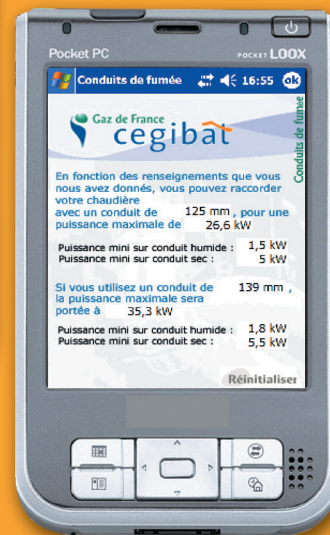 Pocket PC
POCKET LOOX
Conduits de fumée 16:55 ok
Conduits de fumée
Gaz de France
cegibat
En fonction des renseignements que vous
nous avez donnés, vous pouvez raccorder
votre chaudière
avec un conduit de 125 mm , pour une
puissance maximale de 26,6 kW
Puissance mini sur conduit humide : 1,5 kW
Puissance mini sur conduit sec : 5 kW
Si vous utilisez un conduit de 139 mm ,
la puissance maximale sera
portée à 35,3 kW
Puissance mini sur conduit humide : 1,8 kW
Puissance mini sur conduit sec : 5,5 kW
Réinitialiser